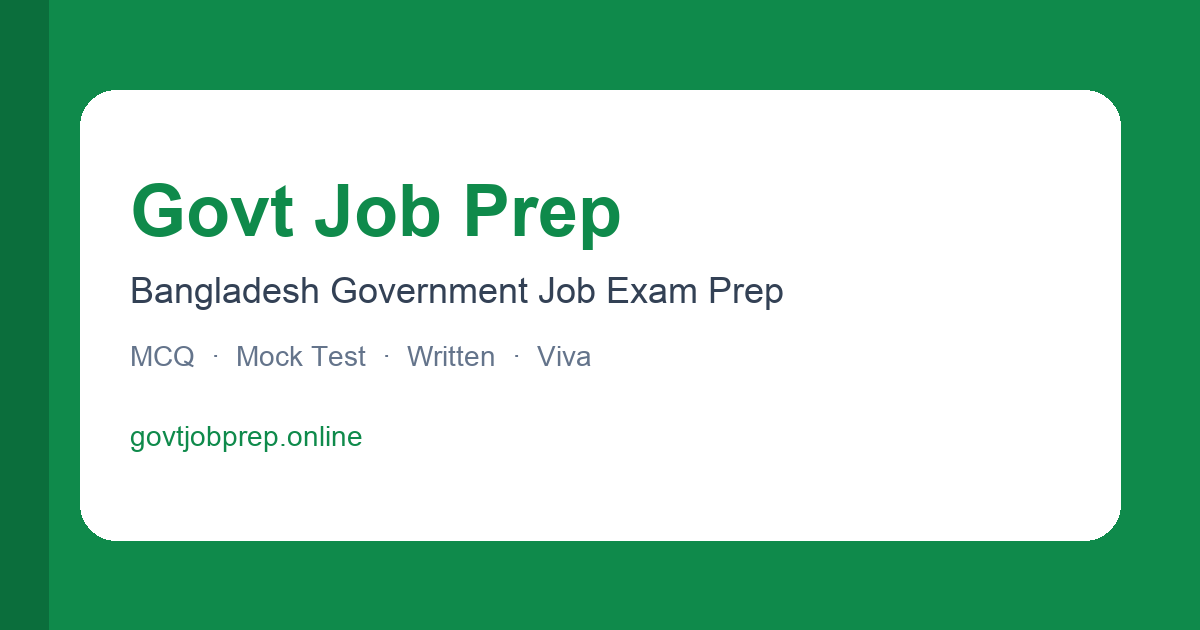 Govt Job Prep
Bangladesh Government Job Exam Prep
MCQ · Mock Test · Written · Viva
govtjobprep.online